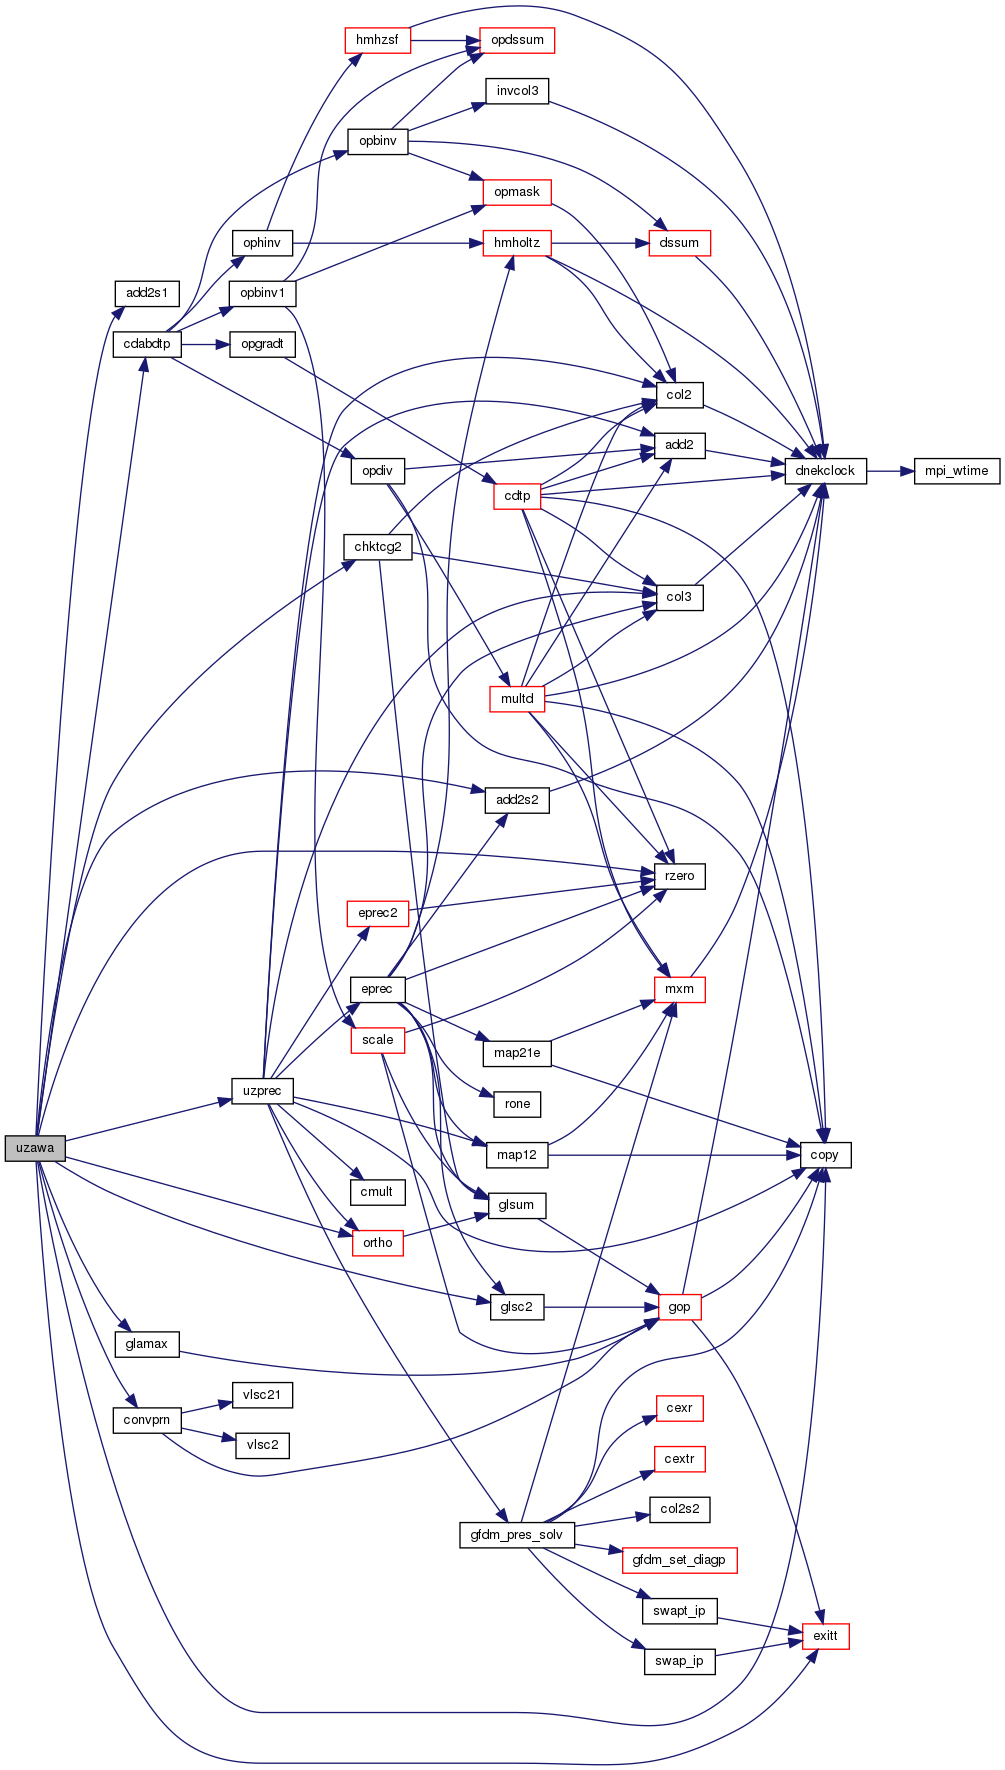 hmhzsf
opdssum
invcol3
opbinv
opmask
ophinv
hmholtz
dssum
add2s1
opbinv1
cdabdtp
opgradt
col2
add2
opdiv
dnekclock
mpi_wtime
cdtp
chktcg2
col3
multd
add2s2
rzero
eprec2
eprec
mxm
scale
map21e
uzprec
rone
uzawa
map12
copy
cmult
glsum
ortho
glsc2
gop
glamax
vlsc21
cexr
convprn
vlsc2
cextr
col2s2
gfdm_pres_solv
gfdm_set_diagp
swapt_ip
exitt
swap_ip